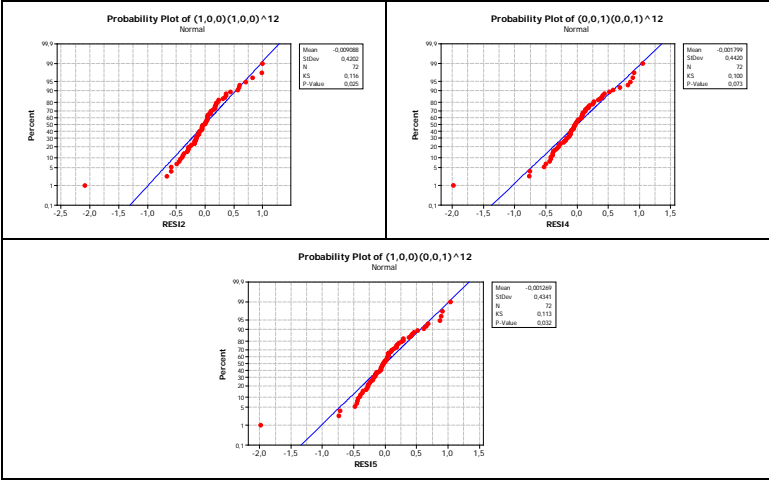 Probability Plot of (1,0,0)(1,0,0)^12
Normal
Mean -0,009088
StDev 0,4202
N 72
KS 0,116
P-Value 0,025
99,9
99
95
90
80
70
60
50
40
30
20
10
5
1
0,1
Percent
-2,5 -2,0 -1,5 -1,0 -0,5 0,0 0,5 1,0
RESI2
Probability Plot of (0,0,1)(0,0,1)^12
Normal
Mean -0,001799
StDev 0,4420
N 72
KS 0,100
P-Value 0,073
99,9
99
95
90
80
70
60
50
40
30
20
10
5
1
0,1
Percent
-2,0 -1,5 -1,0 -0,5 0,0 0,5 1,0 1,5
RESI4
Probability Plot of (1,0,0)(0,0,1)^12
Normal
Mean -0,001269
StDev 0,4341
N 72
KS 0,113
P-Value 0,032
99,9
99
95
90
80
70
60
50
40
30
20
10
5
1
0,1
Percent
-2,0 -1,5 -1,0 -0,5 0,0 0,5 1,0 1,5
RESI5